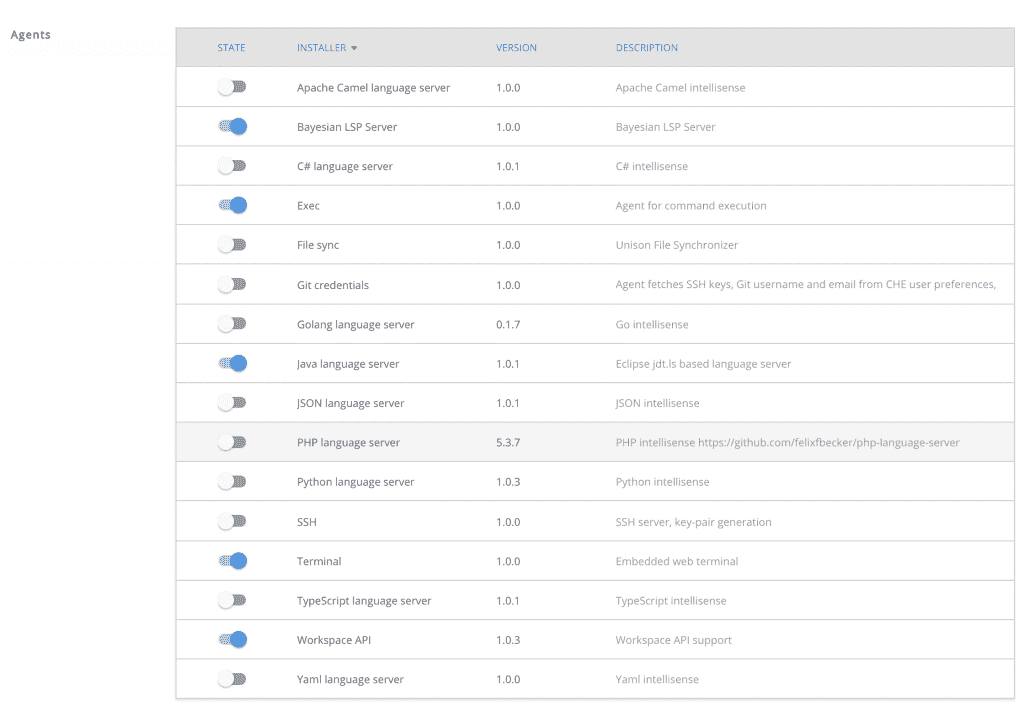 Agents
STATE INSTALLER VERSION DESCRIPTION
Apache Camel language server 1.0.0 Apache Camel intellisense
Bayesian LSP Server 1.0.0 Bayesian LSP Server
C# language server 1.0.1 C# intellisense
Exec 1.0.0 Agent for command execution
File sync 1.0.0 Unison File Synchronizer
Git credentials 1.0.0 Agent fetches SSH keys, Git username and email from CHE user preferences,
Golang language server 0.1.7 Go intellisense
Java language server 1.0.1 Eclipse jdt.ls based language server
JSON language server 1.0.1 JSON intellisense
PHP language server 5.3.7 PHP intellisense https://github.com/felixfbecker/php-language-server
Python language server 1.0.3 Python intellisense
SSH 1.0.0 SSH server, key-pair generation
Terminal 1.0.0 Embedded web terminal
TypeScript language server 1.0.1 TypeScript intellisense
Workspace API 1.0.3 Workspace API support
Yaml language server 1.0.0 Yaml intellisense